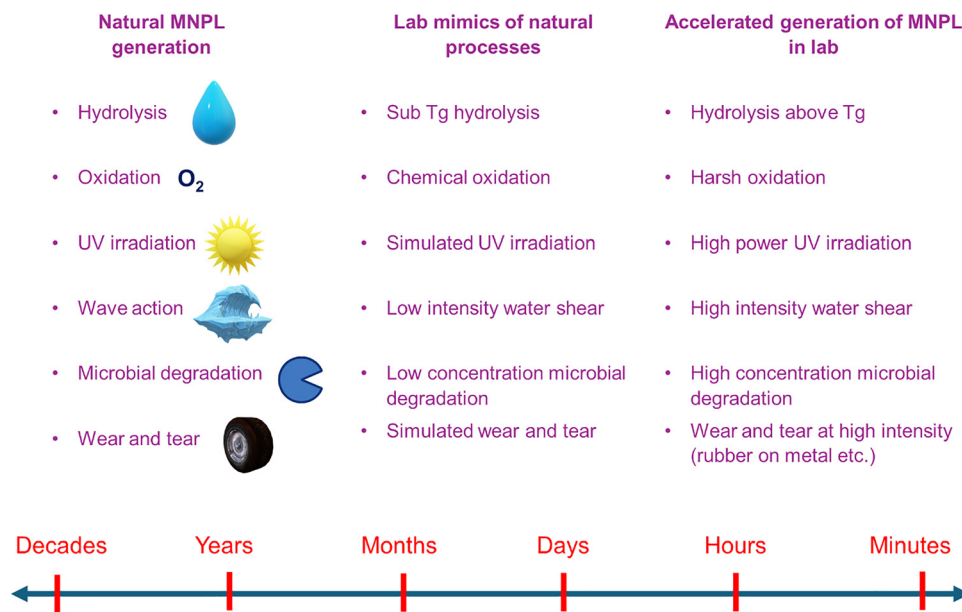 Natural MNPL
generation
Lab mimics of natural
processes
Accelerated generation of MNPL
in lab
• Hydrolysis
• Sub Tg hydrolysis
• Hydrolysis above Tg
• Oxidation O₂
• Chemical oxidation
• Harsh oxidation
• UV irradiation
• Simulated UV irradiation
• High power UV irradiation
• Wave action
• Low intensity water shear
• High intensity water shear
• Microbial degradation
• Low concentration microbial
degradation
• High concentration microbial
degradation
• Wear and tear
• Simulated wear and tear
• Wear and tear at high intensity
(rubber on metal etc.)
Decades Years Months Days Hours Minutes